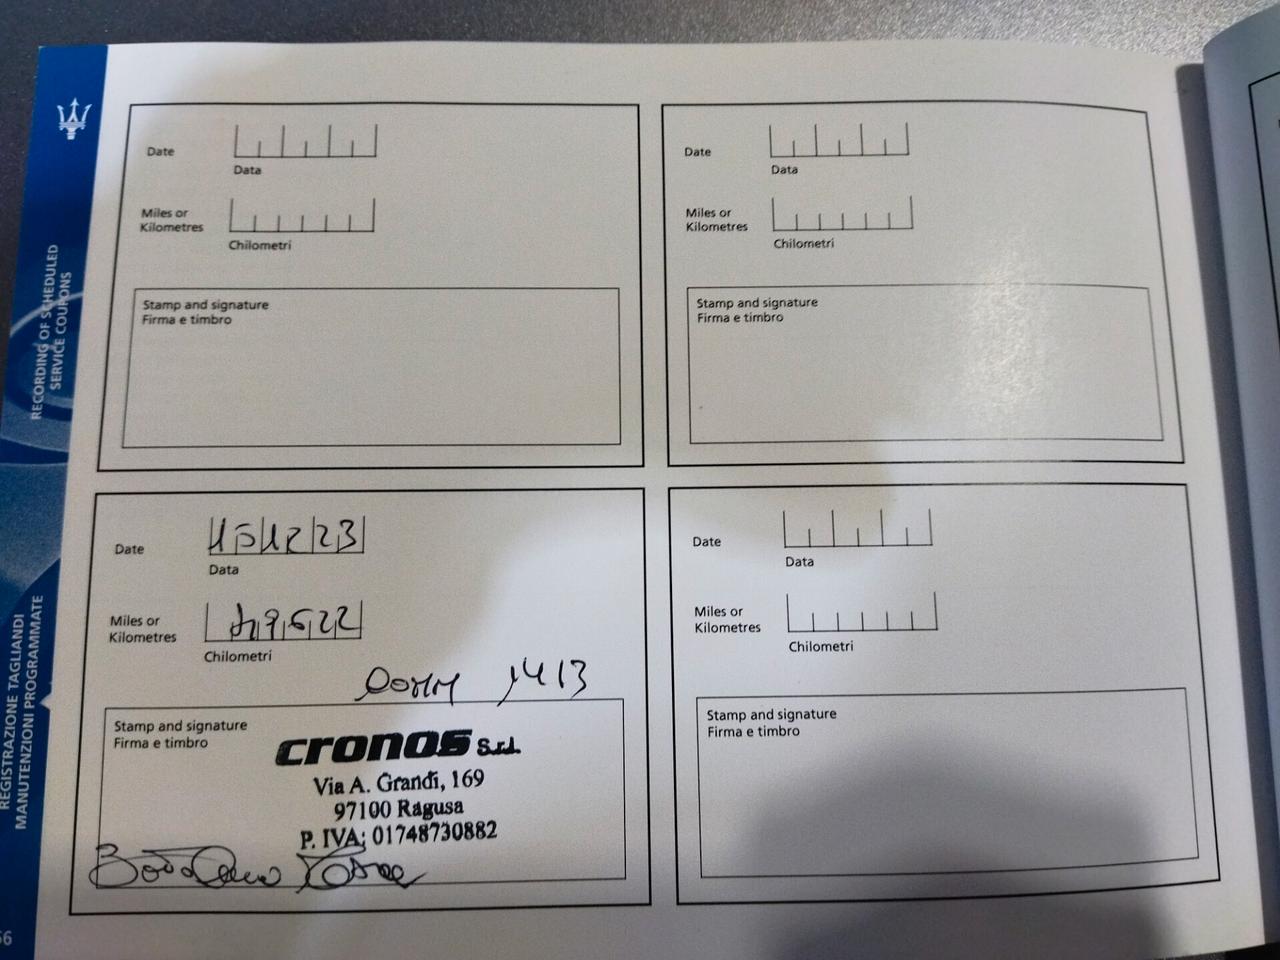 RECORDING OF SCHEDULED
SERVICE COUPONS
REGISTRAZIONE TAGLIANDI
MANUTENZIONI PROGRAMMATE
Date
Data
Miles or
Kilometres
Chilometri
Stamp and signature
Firma e timbro
Date
Data
Miles or
Kilometres
Chilometri
Stamp and signature
Firma e timbro
Date
151223
Data
Miles or
Kilometres
Chilometri
1413
Stamp and signature
Firma e timbro
cronos s.r.l.
Via A. Grandi, 169
97100 Ragusa
P. IVA: 01748730882
Date
Data
Miles or
Kilometres
Chilometri
Stamp and signature
Firma e timbro